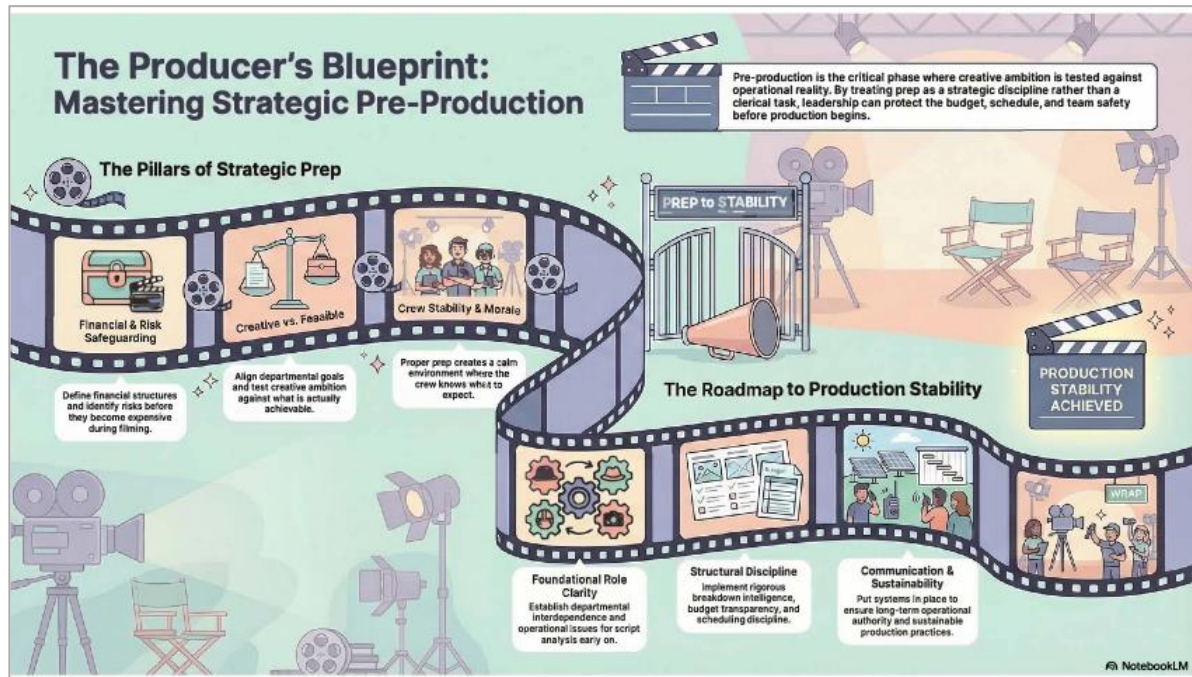 The Producer's Blueprint:
Mastering Strategic Pre-Production
Pre-production is the critical phase where creative ambition is tested against
operational reality. By treating prep as a strategic discipline rather than a
clerical task, leadership can protect the budget, schedule, and team safety
before production begins.
The Pillars of Strategic Prep
Financial & Risk
Safeguarding
Define financial structures
and identify risks before
they become expensive
during filming.
Creative vs. Feasible
Align departmental goals
and test creative ambition
against what is actually
achievable.
Crew Stability & Morale
Proper prep creates a calm
environment where the
crew knows what to
expect.
PREP to STABILITY
The Roadmap to Production Stability
PRODUCTION
STABILITY
ACHIEVED
WRAP
Foundational Role
Clarity
Establish departmental
interdependence and
operational issues for script
analysis early on.
Structural Discipline
Implement rigorous
breakdown intelligence,
budget transparency, and
scheduling discipline.
Communication &
Sustainability
Put systems in place to
ensure long-term operational
authority and sustainable
production practices.
NotebookLM